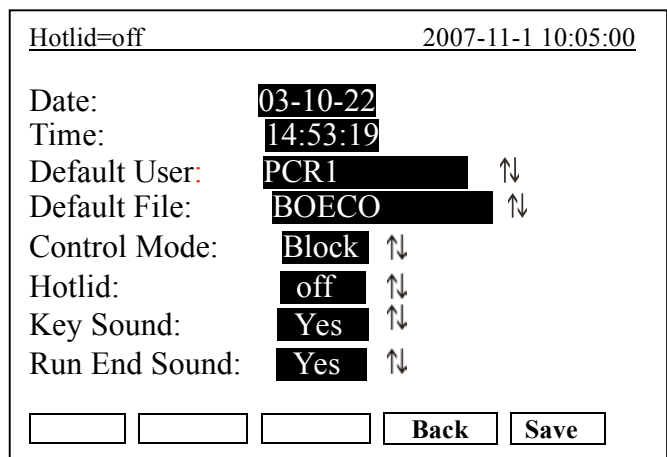 Hotlid=off 2007-11-1 10:05:00
Date: 03-10-22
Time: 14:53:19
Default User: PCR1 ↑↓
Default File: BOECO ↑↓
Control Mode: Block ↑↓
Hotlid: off ↑↓
Key Sound: Yes ↑↓
Run End Sound: Yes ↑↓
Back Save